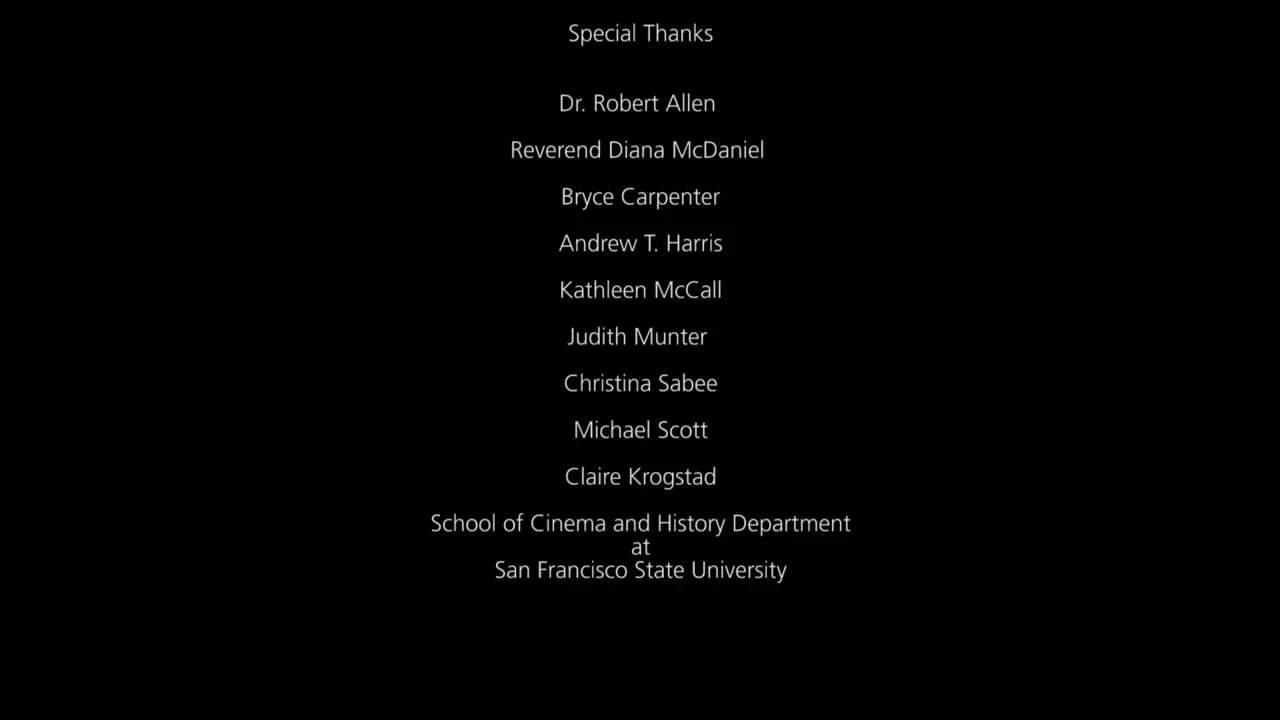 Special Thanks
Dr. Robert Allen
Reverend Diana McDaniel
Bryce Carpenter
Andrew T. Harris
Kathleen McCall
Judith Munter
Christina Sabee
Michael Scott
Claire Krogstad
School of Cinema and History Department
at
San Francisco State University